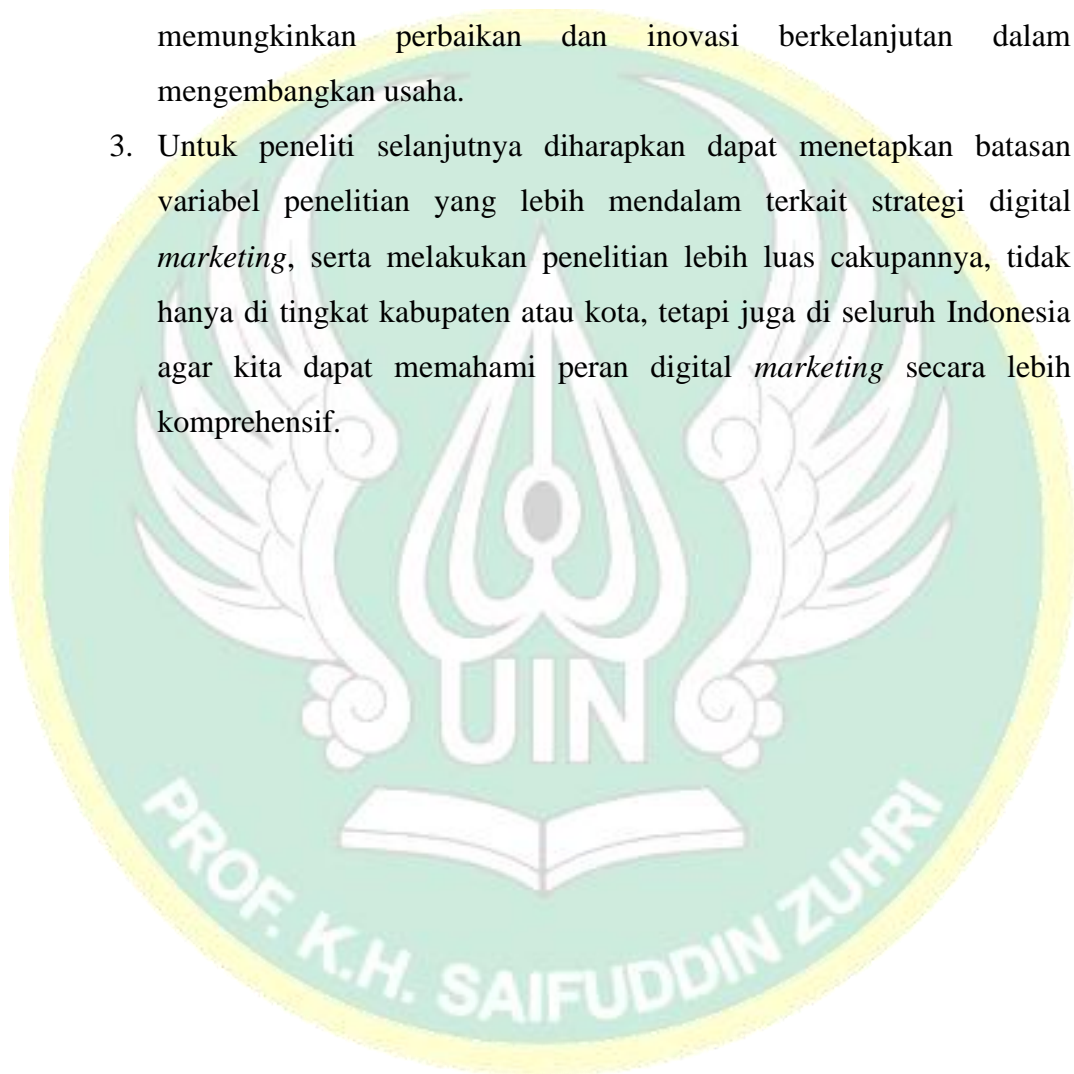 memungkinkan perbaikan dan inovasi berkelanjutan dalam
mengembangkan usaha.
3. Untuk peneliti selanjutnya diharapkan dapat menetapkan batasan
variabel penelitian yang lebih mendalam terkait strategi digital
marketing, serta melakukan penelitian lebih luas cakupannya, tidak
hanya di tingkat kabupaten atau kota, tetapi juga di seluruh Indonesia
agar kita dapat memahami peran digital marketing secara lebih
komprehensif.
UIN
PROF. K.H. SAIFUDDIN ZUHRI